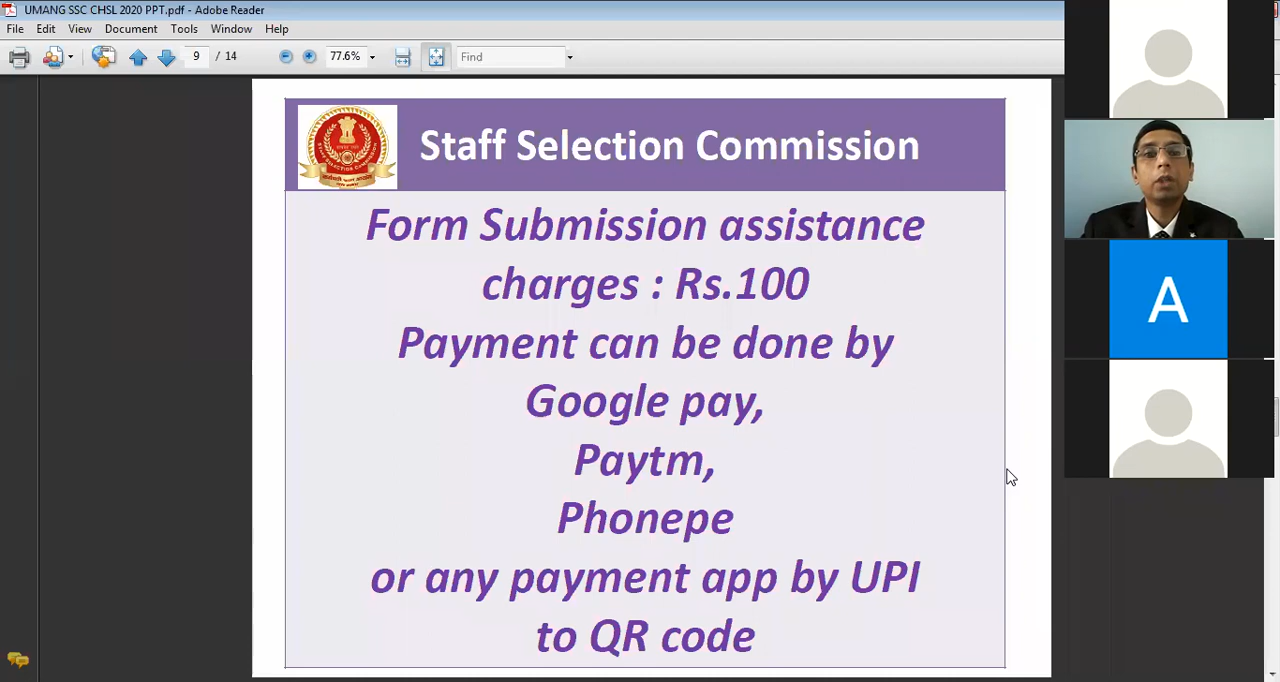 UMANG SSC CHSL 2020 PPT.pdf - Adobe Reader
File Edit View Document Tools Window Help
9 / 14 77.6% Find
Staff Selection Commission
Form Submission assistance
charges : Rs.100
Payment can be done by
Google pay,
Paytm,
Phonepe
or any payment app by UPI
to QR code
A